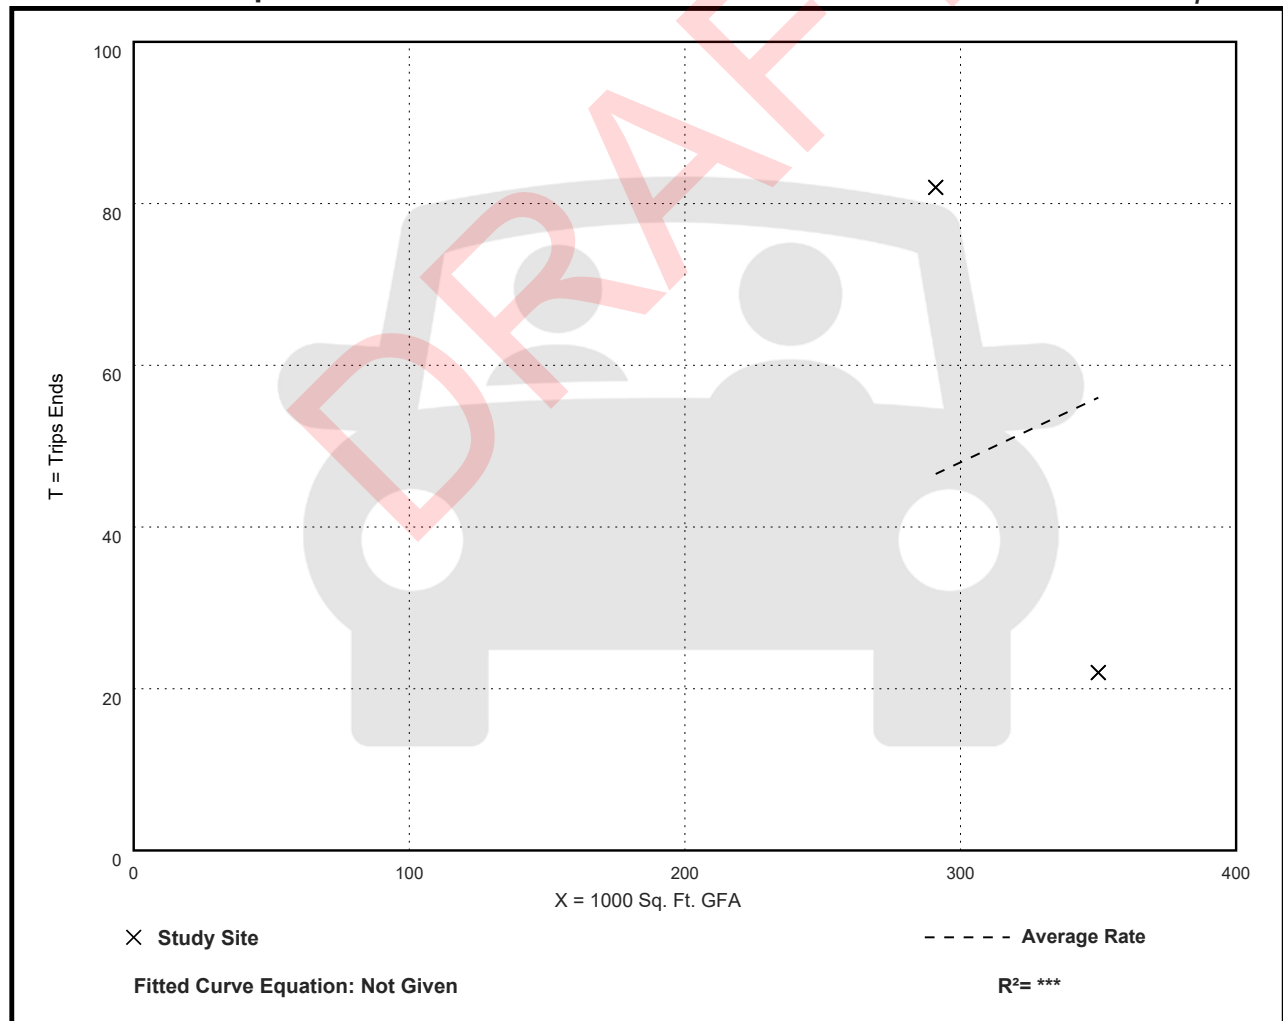 DRAF
100
80
60
40
20
0
0 100 200 300 400
T = Trips Ends
X = 1000 Sq. Ft. GFA
Study Site
Average Rate
Fitted Curve Equation: Not Given
R²= ***